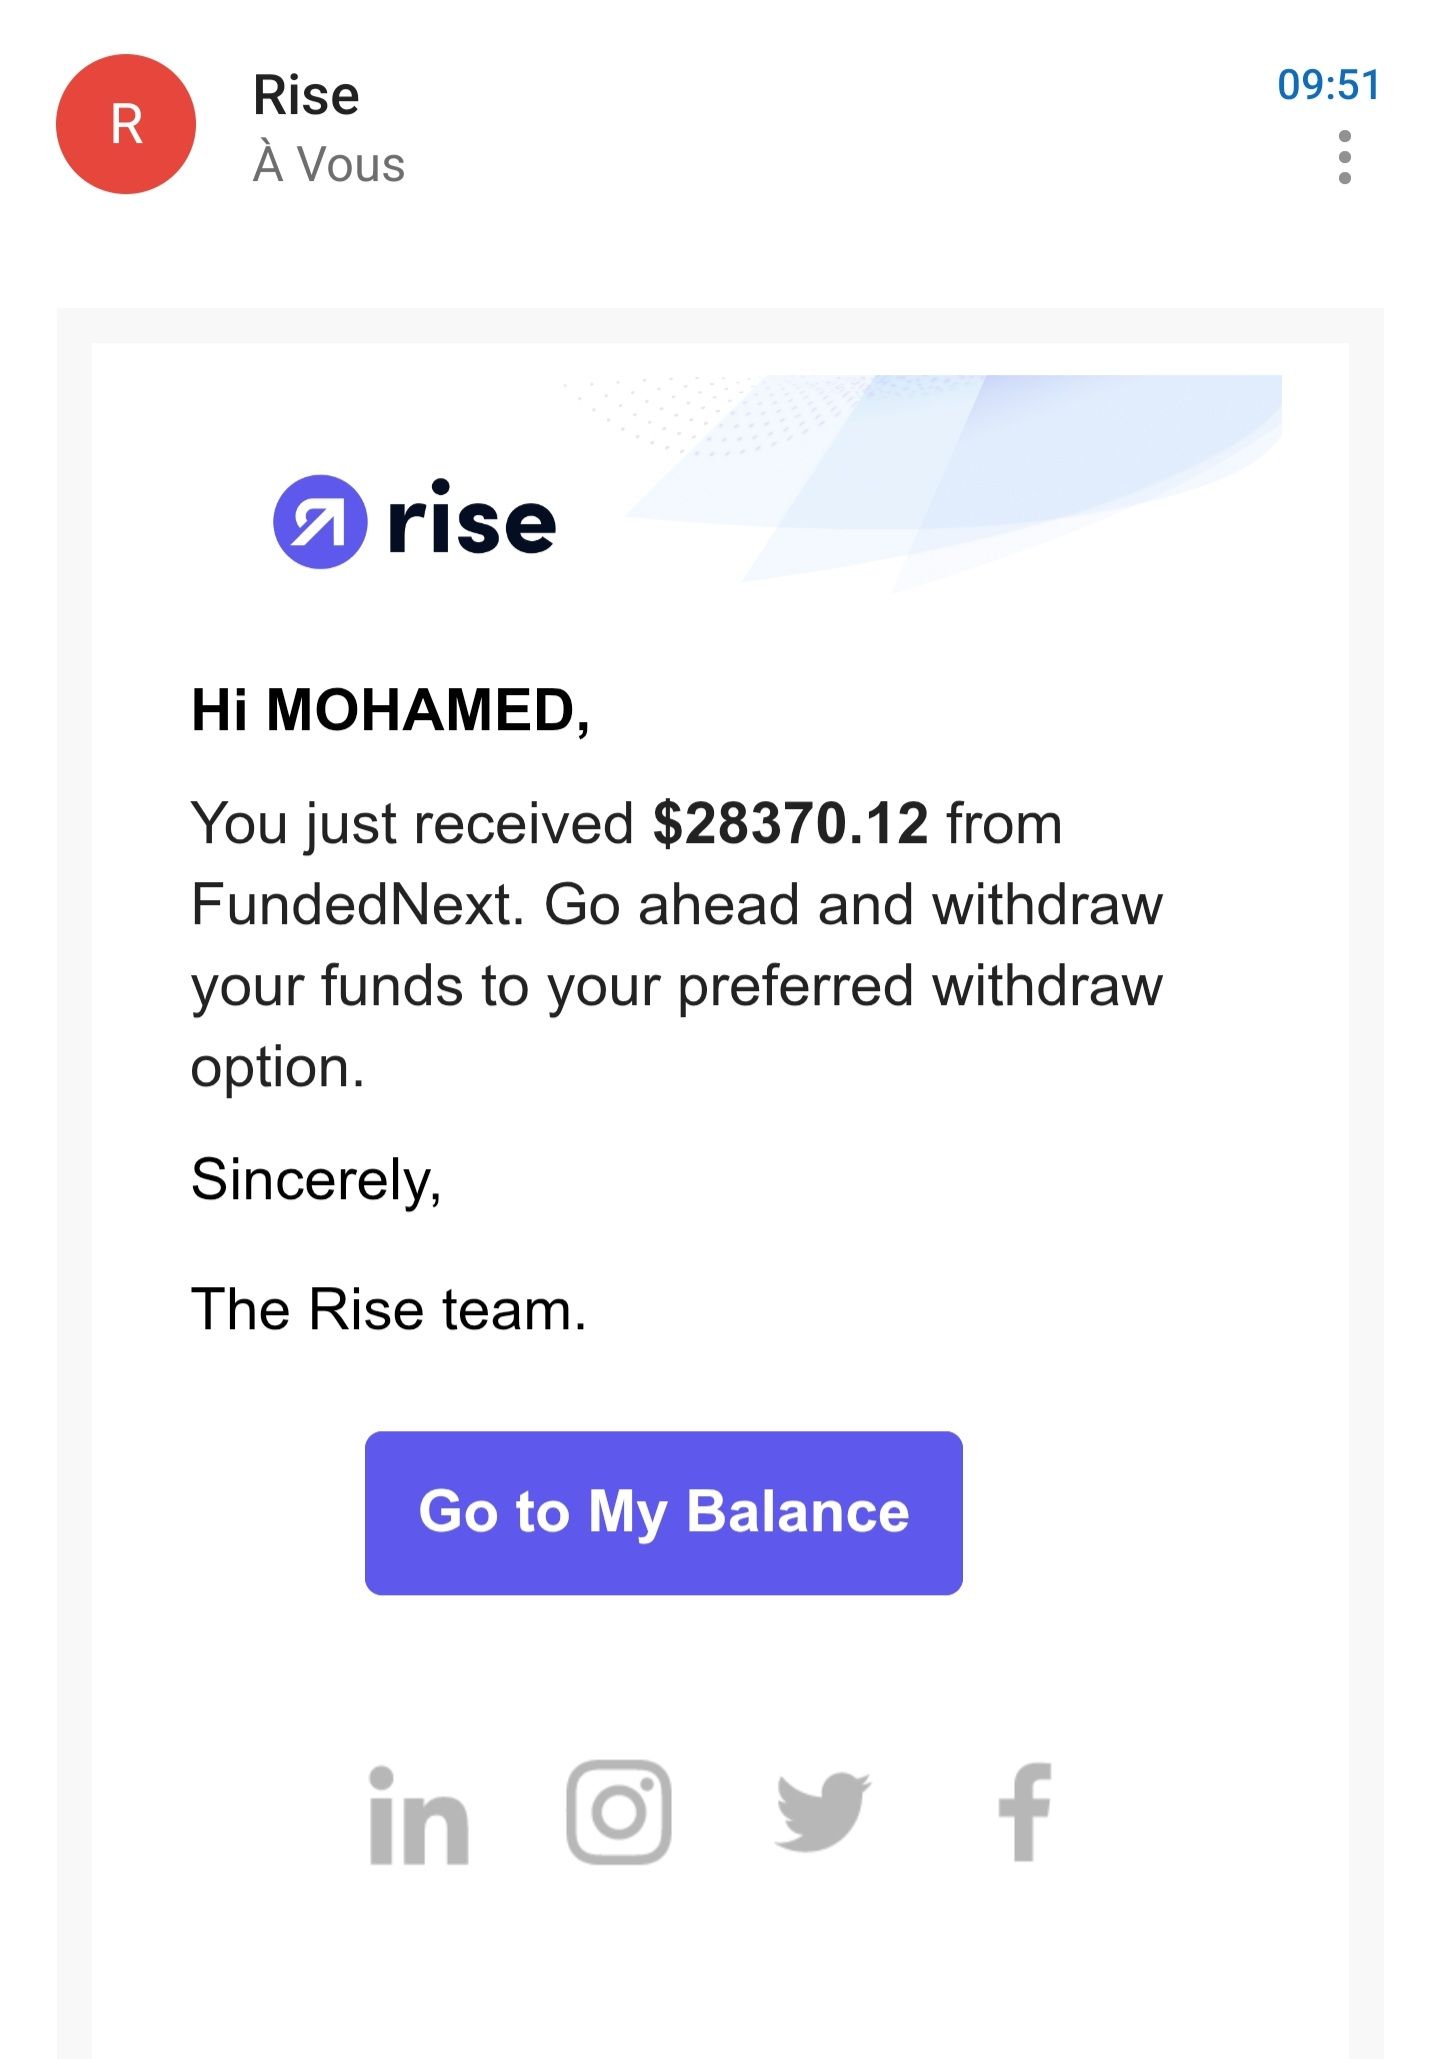 R
Rise
09:51
À Vous
rise
Hi MOHAMED,
You just received $28370.12 from
FundedNext. Go ahead and withdraw
your funds to your preferred withdraw
option.
Sincerely,
The Rise team.
Go to My Balance
in
f